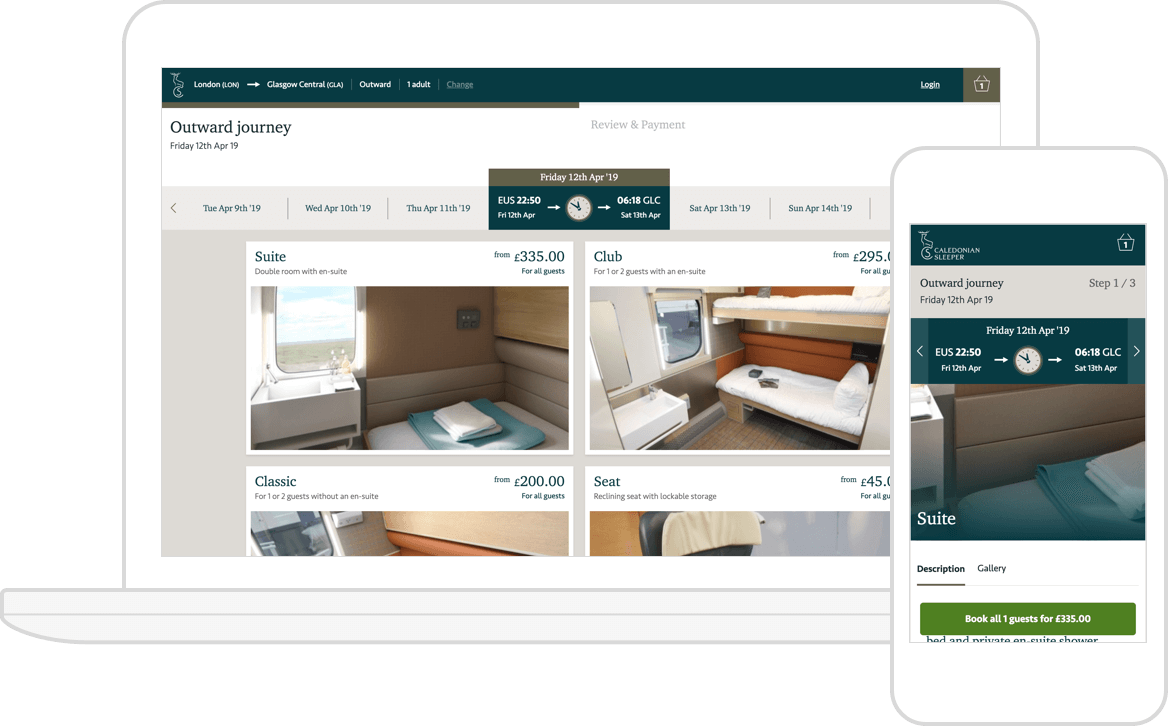 London (LON) Glasgow Central (GLA) Outward 1 adult Change Login 1
Outward journey
Friday 12th Apr 19
Review & Payment
Friday 12th Apr '19
Tue Apr 9th '19 Wed Apr 10th '19 Thu Apr 11th '19 EUS 22:50 06:18 GLC Sat Apr 13th '19 Sun Apr 14th '19
Fri 12th Apr Sat 13th Apr
Suite from £335.00
Double room with en-suite For all guests
Club from £295.0
For 1 or 2 guests with an en-suite For all gu
Classic from £200.00
For 1 or 2 guests without an en-suite For all guests
Seat from £45.0
Reclining seat with lockable storage For all gu
CALEDONIAN
SLEEPER
1
Outward journey Step 1 / 3
Friday 12th Apr 19
Friday 12th Apr '19
EUS 22:50 06:18 GLC
Fri 12th Apr Sat 13th Apr
Suite
Description Gallery
Book all 1 guests for £335.00
bed and private en-suite shower